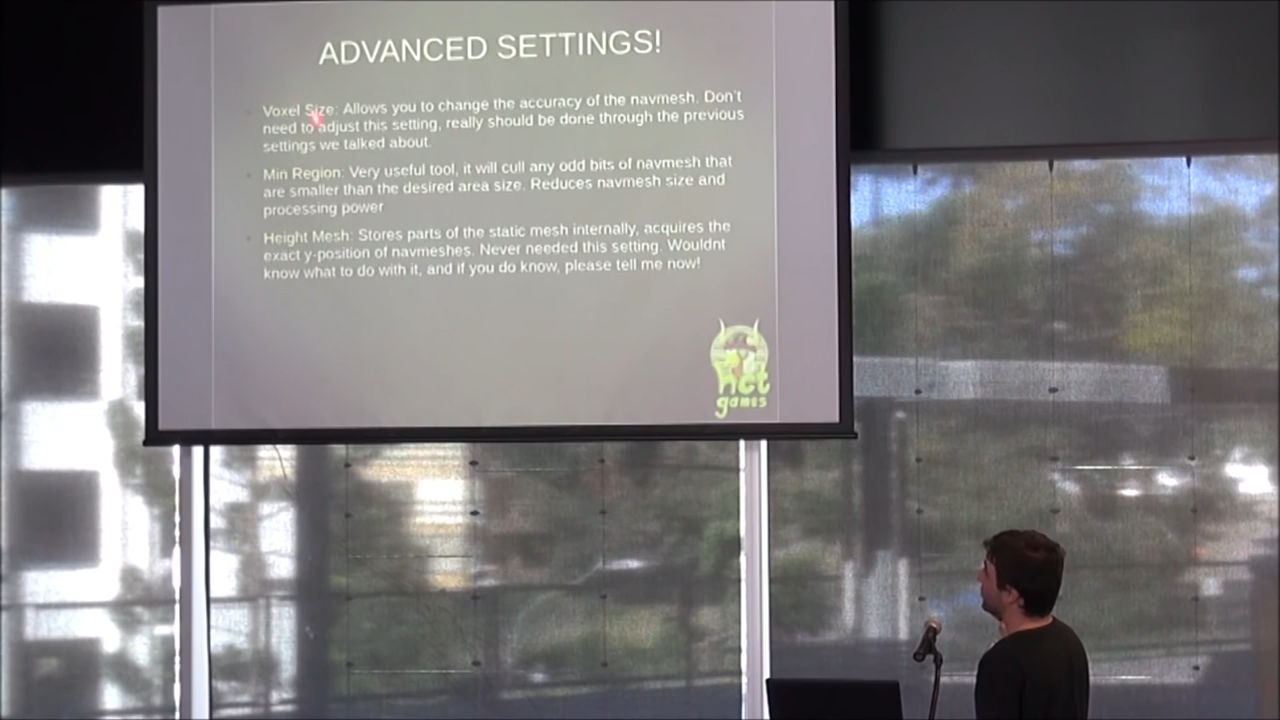 ADVANCED SETTINGS!
Voxel Size: Allows you to change the accuracy of the navmesh. Don't
need to adjust this setting, really should be done through the previous
settings we talked about.
Min Region: Very useful tool, it will cull any odd bits of navmesh that
are smaller than the desired area size. Reduces navmesh size and
processing power
Height Mesh: Stores parts of the static mesh internally, acquires the
exact y-position of navmeshes. Never needed this setting. Wouldnt
know what to do with it, and if you do know, please tell me now!
hct
games